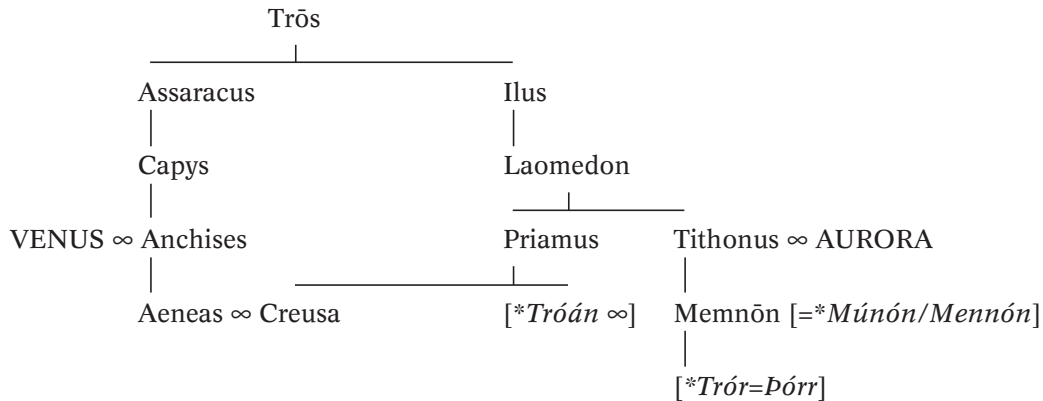 Trōs
Assaracus Ilus
Capys Laomedon
VENUS ∞ Anchises Priamus Tithonus ∞ AURORA
Aeneas ∞ Creusa [*Tróán ∞] Memnōn [=*Múnón/Mennón]
[*Trór=Þórr]